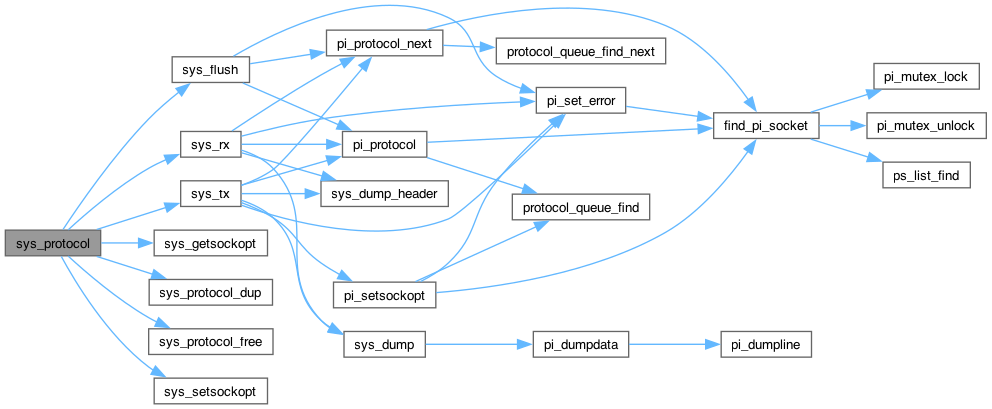 sys_protocol
sys_flush
sys_rx
sys_tx
sys_getsockopt
sys_protocol_dup
sys_protocol_free
sys_setsockopt
pi_protocol_next
pi_protocol
sys_dump_header
pi_setsockopt
sys_dump
protocol_queue_find_next
pi_set_error
protocol_queue_find
pi_dumpdata
find_pi_socket
pi_dumpline
pi_mutex_lock
pi_mutex_unlock
ps_list_find